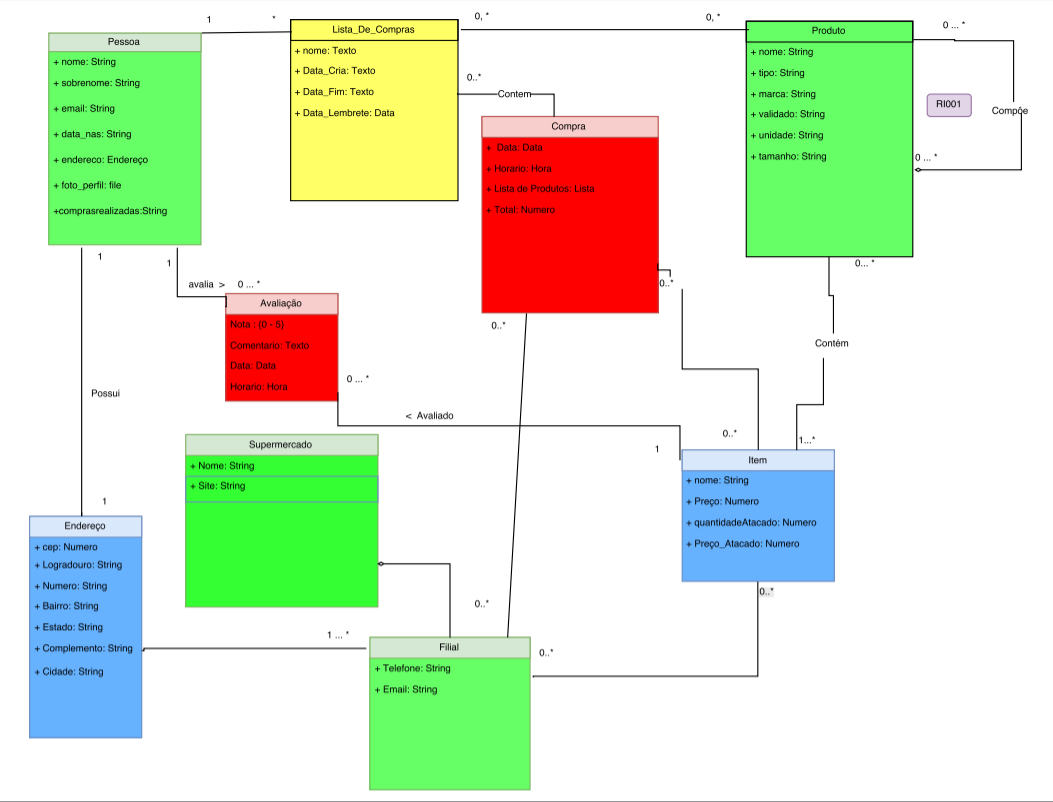 1
*
Pessoa
+ nome: String
+ sobrenome: String
+ email: String
+ data_nas: String
+ endereco: Endereço
+ foto_perfil: file
+comprasrealizadas:String
Lista_De_Compras
+ nome: Texto
+ Data_Cria: Texto
+ Data_Fim: Texto
+ Data_Lembrete: Data
0, *
0, *
0..*
Contem
Compra
+ Data: Data
+ Horario: Hora
+ Lista de Produtos: Lista
+ Total: Numero
Produto
+ nome: String
+ tipo: String
+ marca: String
+ validado: String
+ unidade: String
+ tamanho: String
0 ... *
RI001
Compõe
0 ... *
1
1
avalia >
0 ... *
Avaliação
Nota : {0 - 5}
Comentario: Texto
Data: Data
Horario: Hora
0..*
0..*
0... *
Contém
0 ... *
Possui
< Avaliado
1
0..*
1...*
Supermercado
+ Nome: String
+ Site: String
Item
+ nome: String
+ Preço: Numero
+ quantidadeAtacado: Numero
+ Preço_Atacado: Numero
1
Endereço
+ cep: Numero
+ Logradouro: String
+ Numero: String
+ Bairro: String
+ Estado: String
+ Complemento: String
+ Cidade: String
0..*
0..*
1 ... *
Filial
+ Telefone: String
+ Email: String
0..*